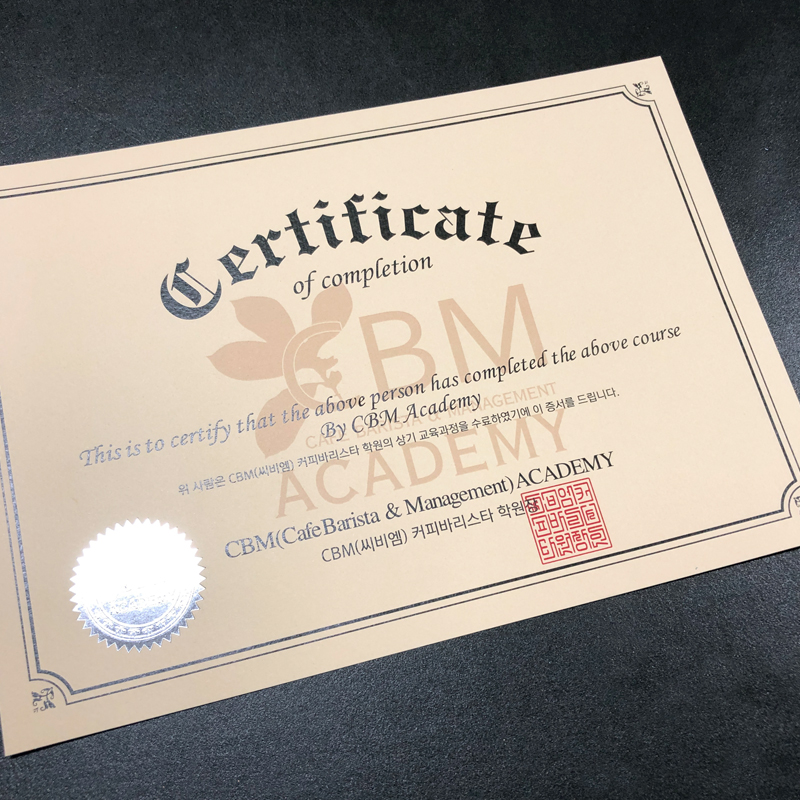 Certificate
of completion
CBM
CAFE BARISTA & MANAGEMENT
ACADEMY
This is to certify that the above person has completed the above course
By CBM Academy
위 사람은 CBM(씨비엠) 커피바리스타 학원의 상기 교육과정을 수료하였기에 이 증서를 드립니다.
CBM(Cafe Barista & Management) ACADEMY
CBM(씨비엠) 커피바리스타 학원장